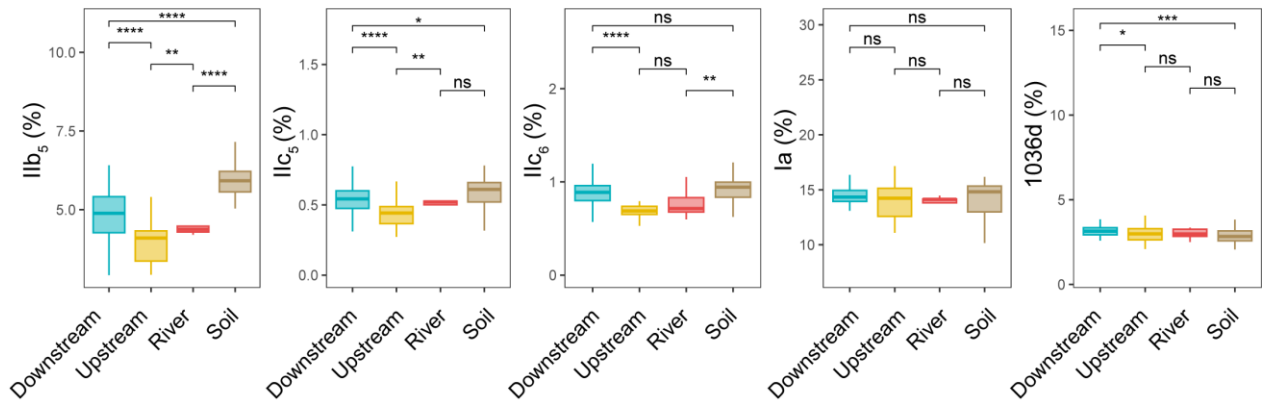 IIb5 (%)
10.0
7.5
5.0
****
****
**
****
Downstream
Upstream
River
Soil
IIc5 (%)
1.5
1.0
0.5
0.0
*
****
**
ns
Downstream
Upstream
River
Soil
IIc6 (%)
2
1
0
ns
****
ns
**
Downstream
Upstream
River
Soil
Ia (%)
30
25
20
15
10
ns
ns
ns
ns
Downstream
Upstream
River
Soil
1036d (%)
15
10
5
0
***
*
ns
ns
Downstream
Upstream
River
Soil